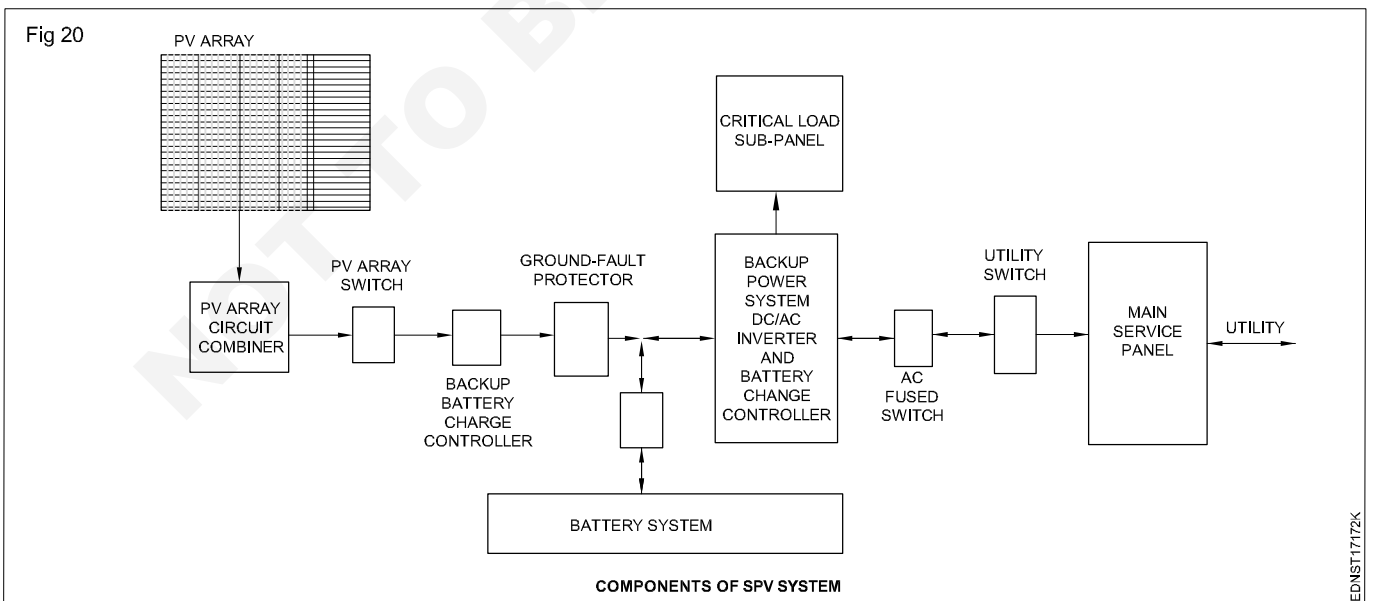 Fig 20
PV ARRAY
CRITICAL LOAD
SUB-PANEL
PV ARRAY
CIRCUIT
COMBINER
PV ARRAY
SWITCH
BACKUP
BATTERY
CHARGE
CONTROLLER
GROUND-FAULT
PROTECTOR
BACKUP
POWER
SYSTEM
DC/AC
INVERTER
AND
BATTERY
CHANGE
CONTROLLER
AC
FUSED
SWITCH
UTILITY
SWITCH
MAIN
SERVICE
PANEL
UTILITY
BATTERY SYSTEM
COMPONENTS OF SPV SYSTEM
EDNST17172K
NOT TO B